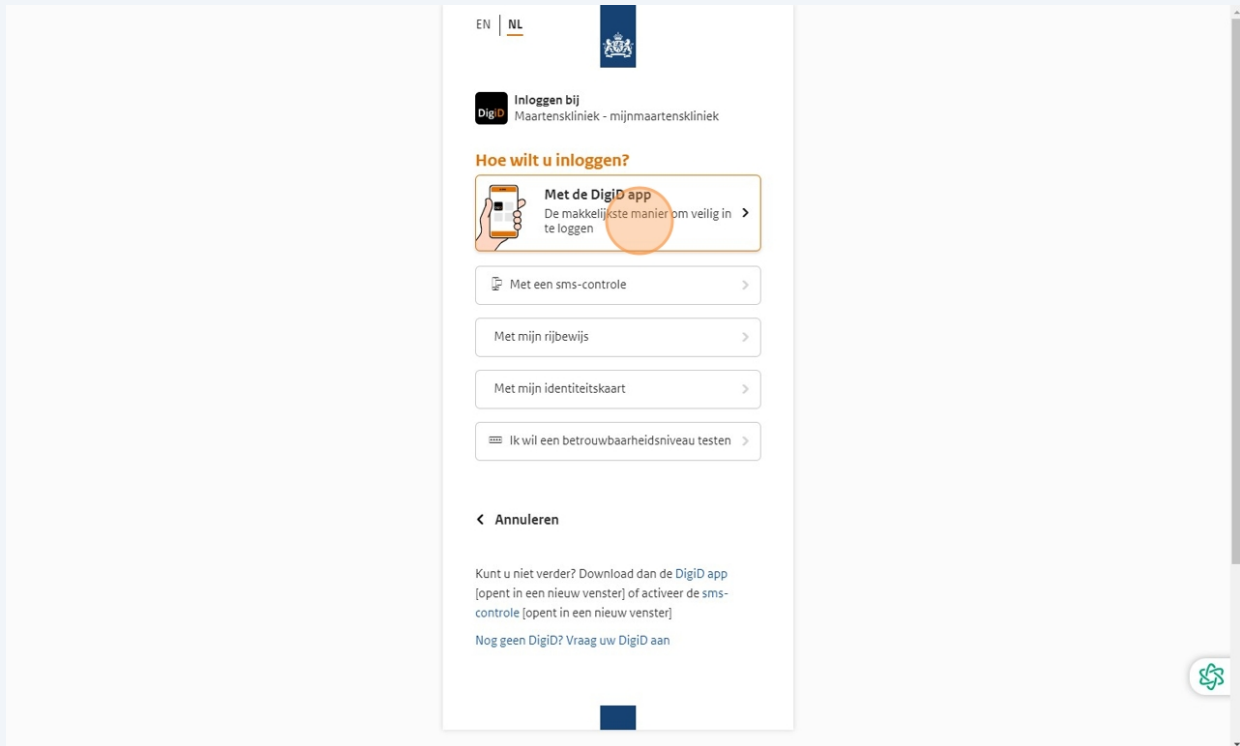 EN NL
DigiD
Inloggen bij
Maartenskliniek - mijnmaartenskliniek
Hoe wilt u inloggen?
Met de DigiD app
De makkelijkste manier om veilig in
te loggen
Met een sms-controle
Met mijn rijbewijs
Met mijn identiteitskaart
Ik wil een betrouwbaarheidsniveau testen
Annuleren
Kunt u niet verder? Download dan de DigiD app
[opent in een nieuw venster] of activeer de sms-
controle [opent in een nieuw venster]
Nog geen DigiD? Vraag uw DigiD aan